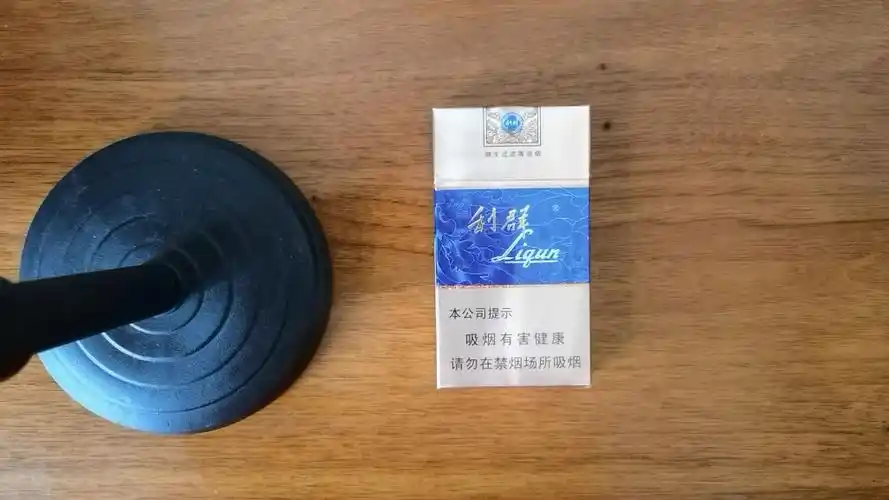 利群
Liqun
本公司提示
吸烟有害健康
请勿在禁烟场所吸烟